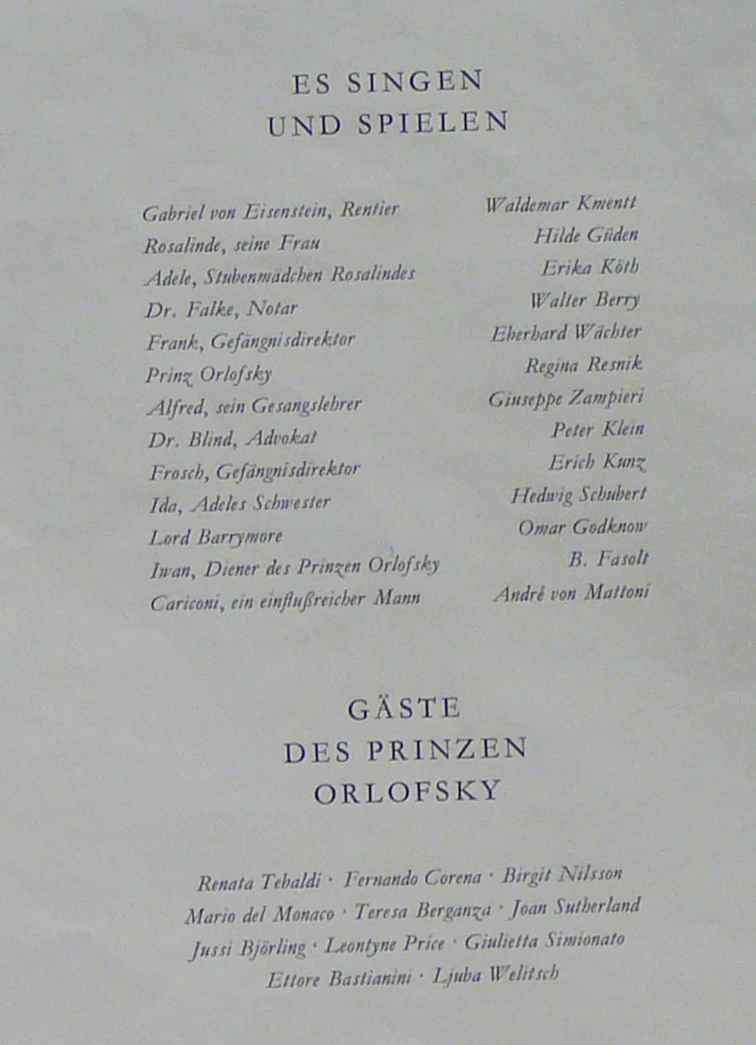 ES SINGEN
UND SPIELEN
Gabriel von Eisenstein, Rentier Waldemar Kmentt
Rosalinde, seine Frau Hilde Güden
Adele, Stubenmädchen Rosalindes Erika Köth
Dr. Falke, Notar Walter Berry
Frank, Gefängnisdirektor Eberhard Wächter
Prinz Orlofsky Regina Resnik
Alfred, sein Gesangslehrer Giuseppe Zampieri
Dr. Blind, Advokat Peter Klein
Frosch, Gefängnisdirektor Erich Kunz
Ida, Adeles Schwester Hedwig Schubert
Lord Barrymore Omar Godknow
Iwan, Diener des Prinzen Orlofsky B. Fasolt
Cariconi, ein einflußreicher Mann André von Mattoni
GÄSTE
DES PRINZEN
ORLOFSKY
Renata Tebaldi · Fernando Corena · Birgit Nilsson
Mario del Monaco · Teresa Berganza · Joan Sutherland
Jussi Björling · Leontyne Price · Giulietta Simionato
Ettore Bastianini · Ljuba Welitsch